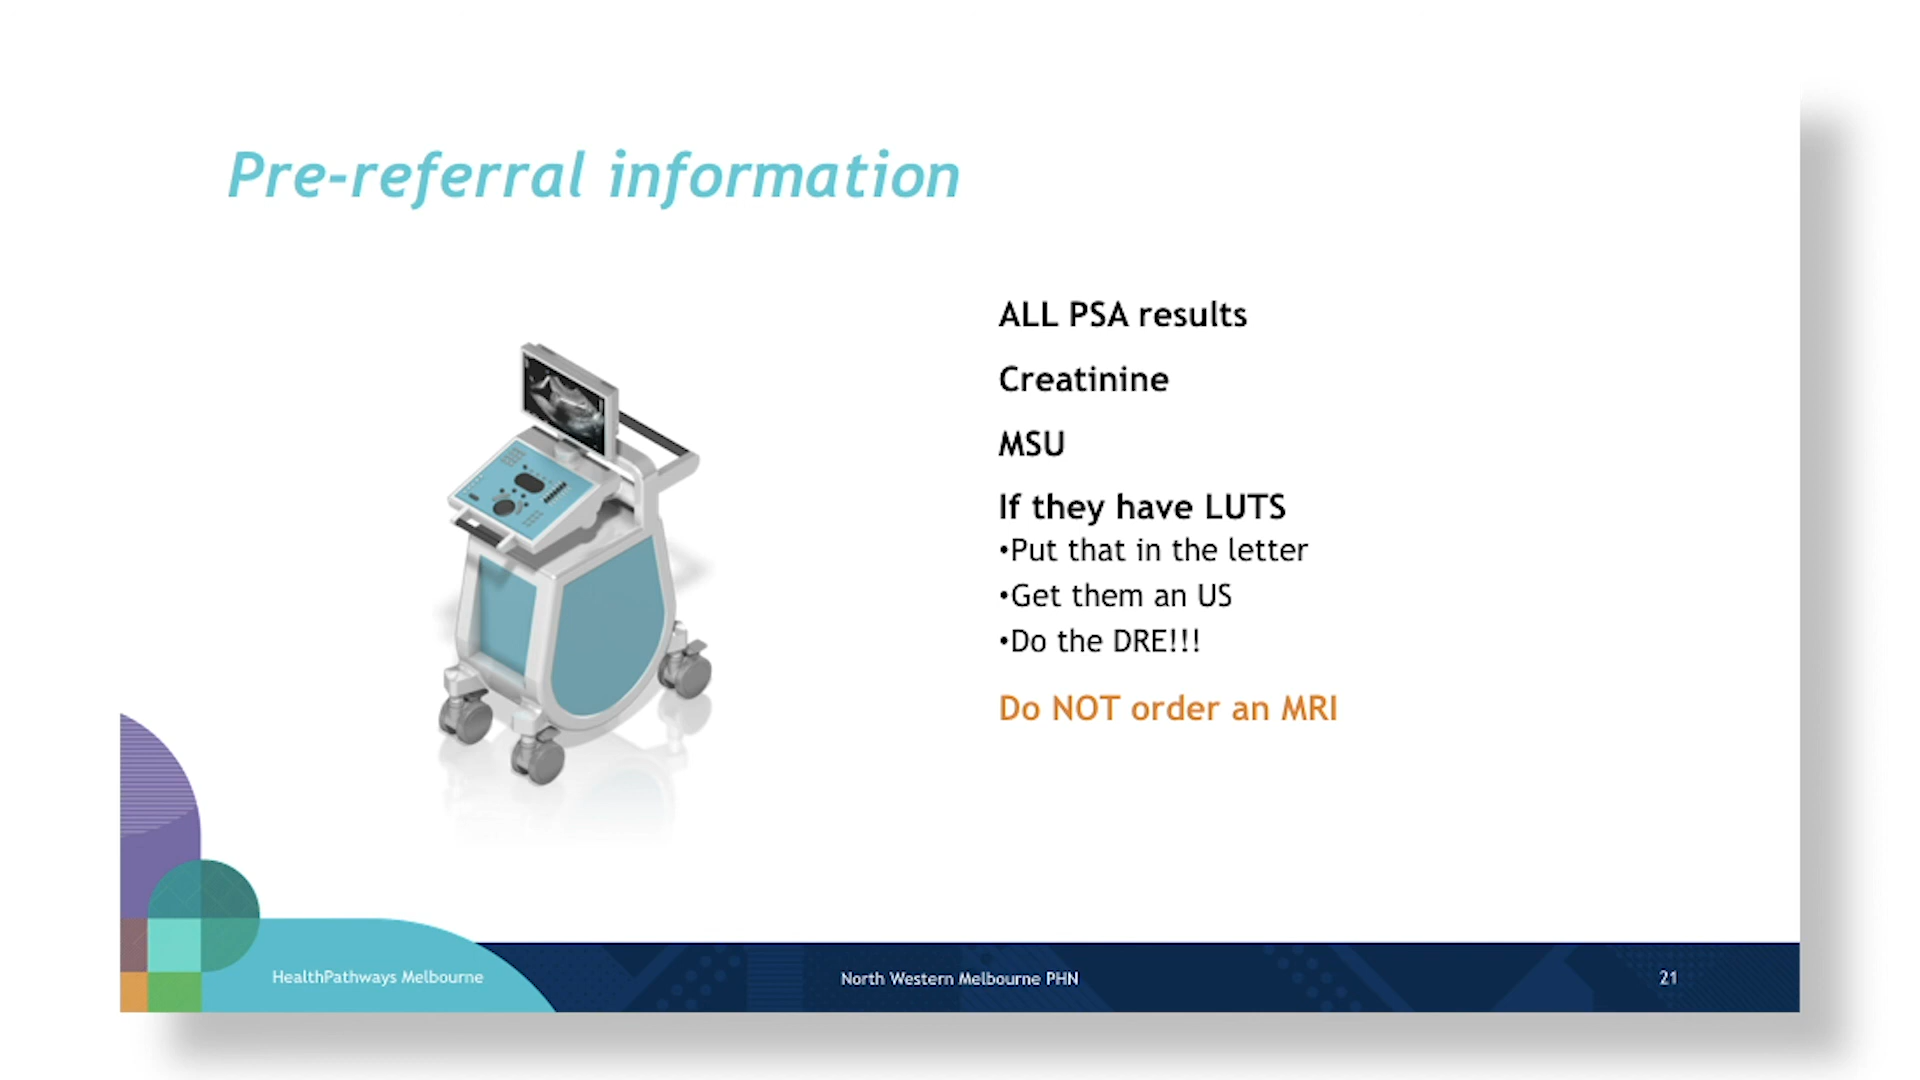 Pre-referral information
ALL PSA results
Creatinine
MSU
If they have LUTS
•Put that in the letter
•Get them an US
•Do the DRE!!!
Do NOT order an MRI
HealthPathways Melbourne
North Western Melbourne PHN
21